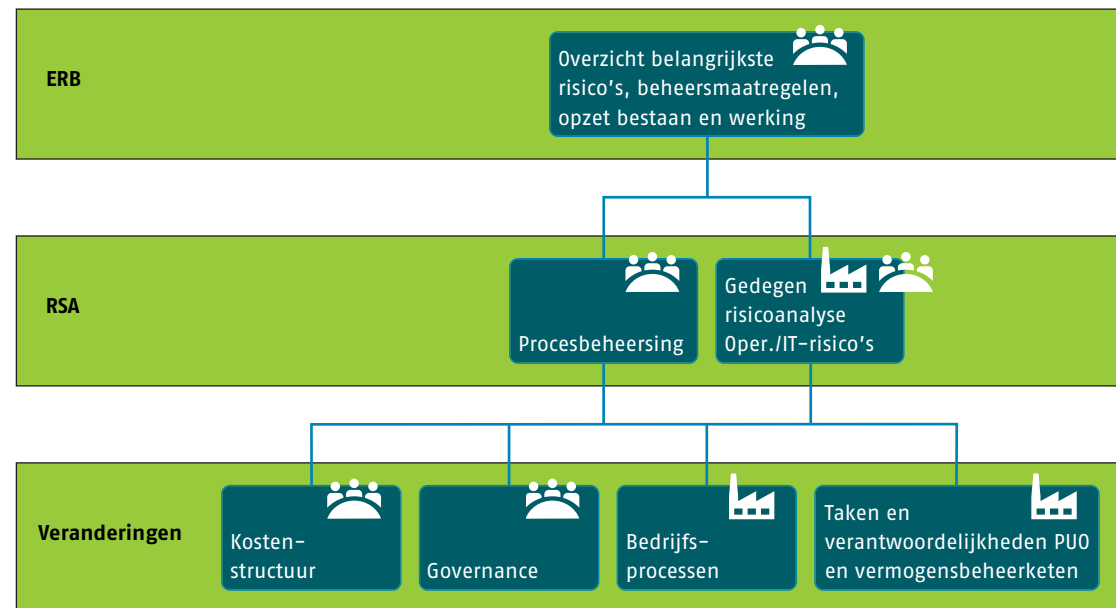 ERB
Overzicht belangrijkste
risico's, beheersmaatregelen,
opzet bestaan en werking
RSA
Procesbeheersing
Gedegen
risicoanalyse
Oper./IT-risico's
Veranderingen
Kosten-
structuur
Governance
Bedrijfs-
processen
Taken en
verantwoordelijkheden PUO
en vermogensbeheerketen